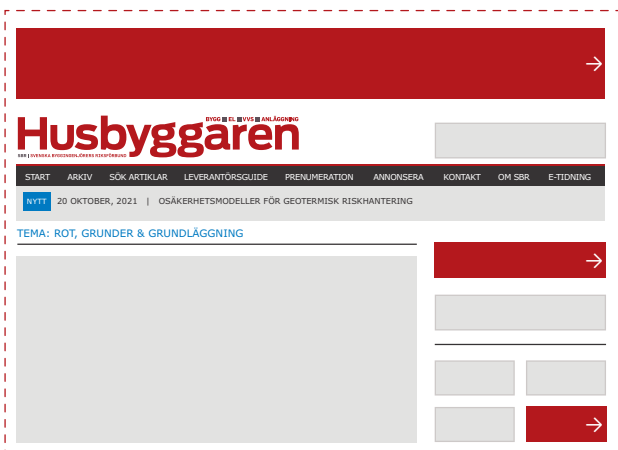 BYGG EL VVS ANLÄGGNING
Husbyggaren
SBR | SVENSKA BYGGINGENJÖRERS RIKSFÖRBUND
START ARKIV SÖK ARTIKLAR LEVERANTÖRSGUIDE PRENUMERATION ANNONSERA KONTAKT OM SBR E-TIDNING
NYTT 20 OKTOBER, 2021 | OSÄKERHETSMODELLER FÖR GEOTERMISK RISKHANTERING
TEMA: ROT, GRUNDER & GRUNDLÄGGNING